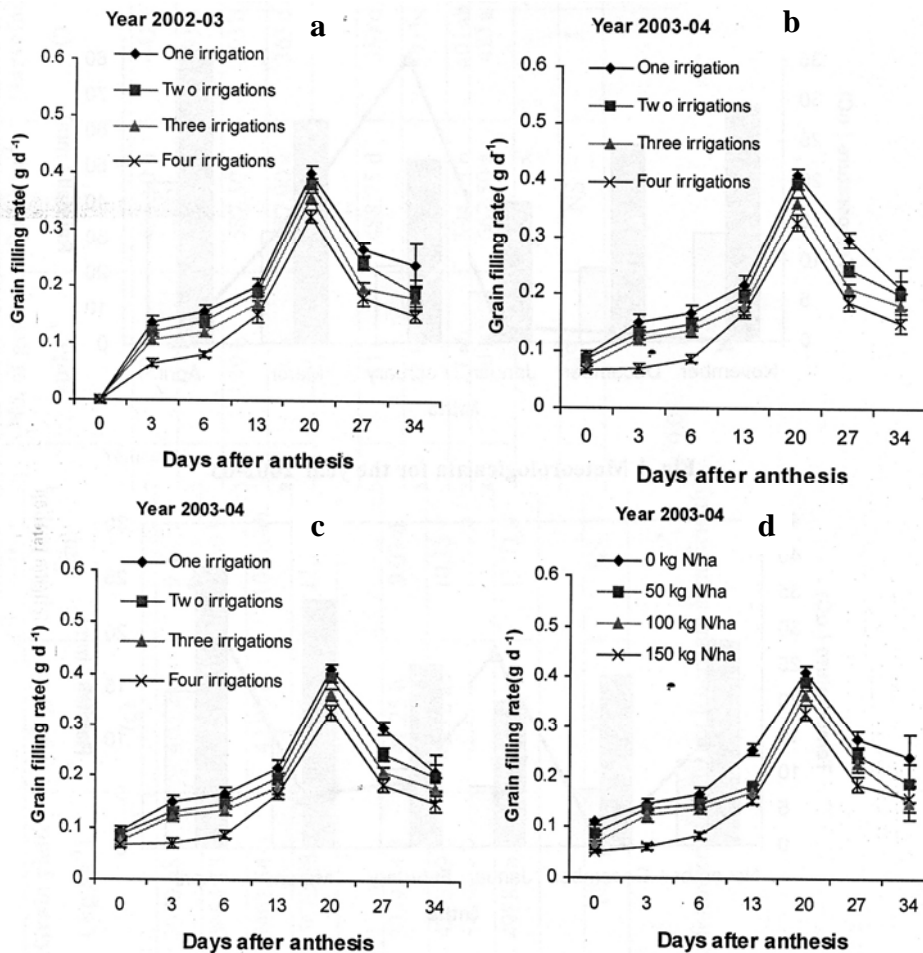 Year 2002-03
a
One irrigation
Two irrigations
Three irrigations
Four irrigations
Grain filling rate( g d-1)
0.6
0.5
0.4
0.3
0.2
0.1
0
0 3 6 13 20 27 34
Days after anthesis
Year 2003-04
b
One irrigation
Two irrigations
Three irrigations
Four irrigations
Grain filling rate( g d-1)
0.6
0.5
0.4
0.3
0.2
0.1
0
0 3 6 13 20 27 34
Days after anthesis
Year 2003-04
c
One irrigation
Two irrigations
Three irrigations
Four irrigations
Grain filling rate( g d-1)
0.6
0.5
0.4
0.3
0.2
0.1
0
0 3 6 13 20 27 34
Days after anthesis
Year 2003-04
d
0 kg N/ha
50 kg N/ha
100 kg N/ha
150 kg N/ha
Grain filling rate(g d-1)
0.6
0.5
0.4
0.3
0.2
0.1
0
0 3 6 13 20 27 34
Days after anthesis